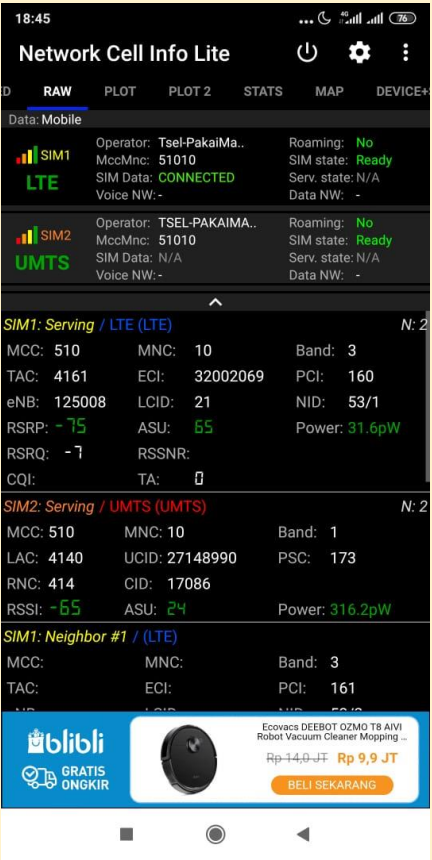 18:45 ... 4G 76
Network Cell Info Lite
D RAW PLOT PLOT 2 STATS MAP DEVICE+
Data: Mobile
Operator: Tsel-PakaiMa.. Roaming: No
SIM1 MccMnc: 51010 SIM state: Ready
LTE SIM Data: CONNECTED Serv. state: N/A
Voice NW: - Data NW: -
Operator: TSEL-PAKAIMA.. Roaming: No
SIM2 MccMnc: 51010 SIM state: Ready
UMTS SIM Data: N/A Serv. state: N/A
Voice NW: - Data NW: -
SIM1: Serving / LTE (LTE) N: 2
MCC: 510 MNC: 10 Band: 3
TAC: 4161 ECI: 32002069 PCI: 160
eNB: 125008 LCID: 21 NID: 53/1
RSRP: -75 ASU: 65 Power: 31.6pW
RSRQ: -7 RSSNR:
CQI: TA: 0
SIM2: Serving / UMTS (UMTS) N: 2
MCC: 510 MNC: 10 Band: 1
LAC: 4140 UCID: 27148990 PSC: 173
RNC: 414 CID: 17086
RSSI: -65 ASU: 24 Power: 316.2pW
SIM1: Neighbor #1 / (LTE)
MCC: MNC: Band: 3
TAC: ECI: PCI: 161
blibli
GRATIS
ONGKIR
Ecovacs DEEBOT OZMO T8 AIVI
Robot Vacuum Cleaner Mopping ...
Rp 14,0 JT Rp 9,9 JT
BELI SEKARANG